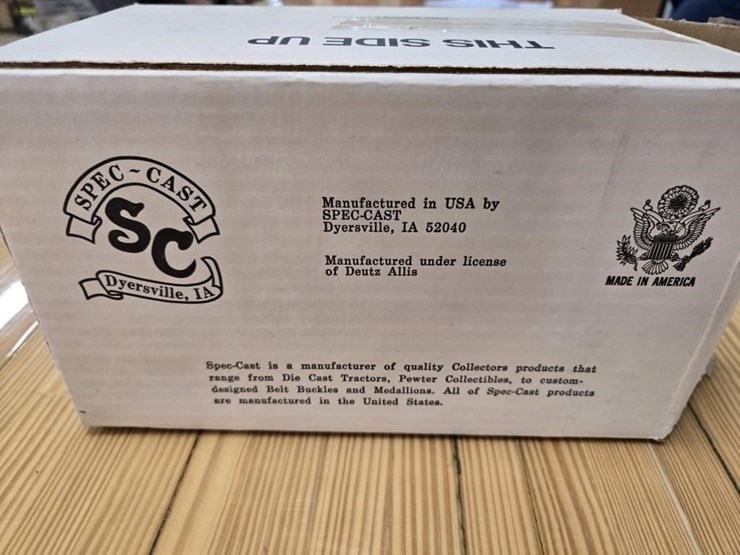 THIS SIDE UP
SPEC~CAST
SC
Dyersville, IA
Manufactured in USA by
SPEC-CAST
Dyersville, IA 52040
Manufactured under license
of Deutz Allis
MADE IN AMERICA
Spec-Cast is a manufacturer of quality Collectors products that
range from Die Cast Tractors, Pewter Collectibles, to custom-
designed Belt Buckles and Medallions. All of Spec-Cast products
are manufactured in the United States.